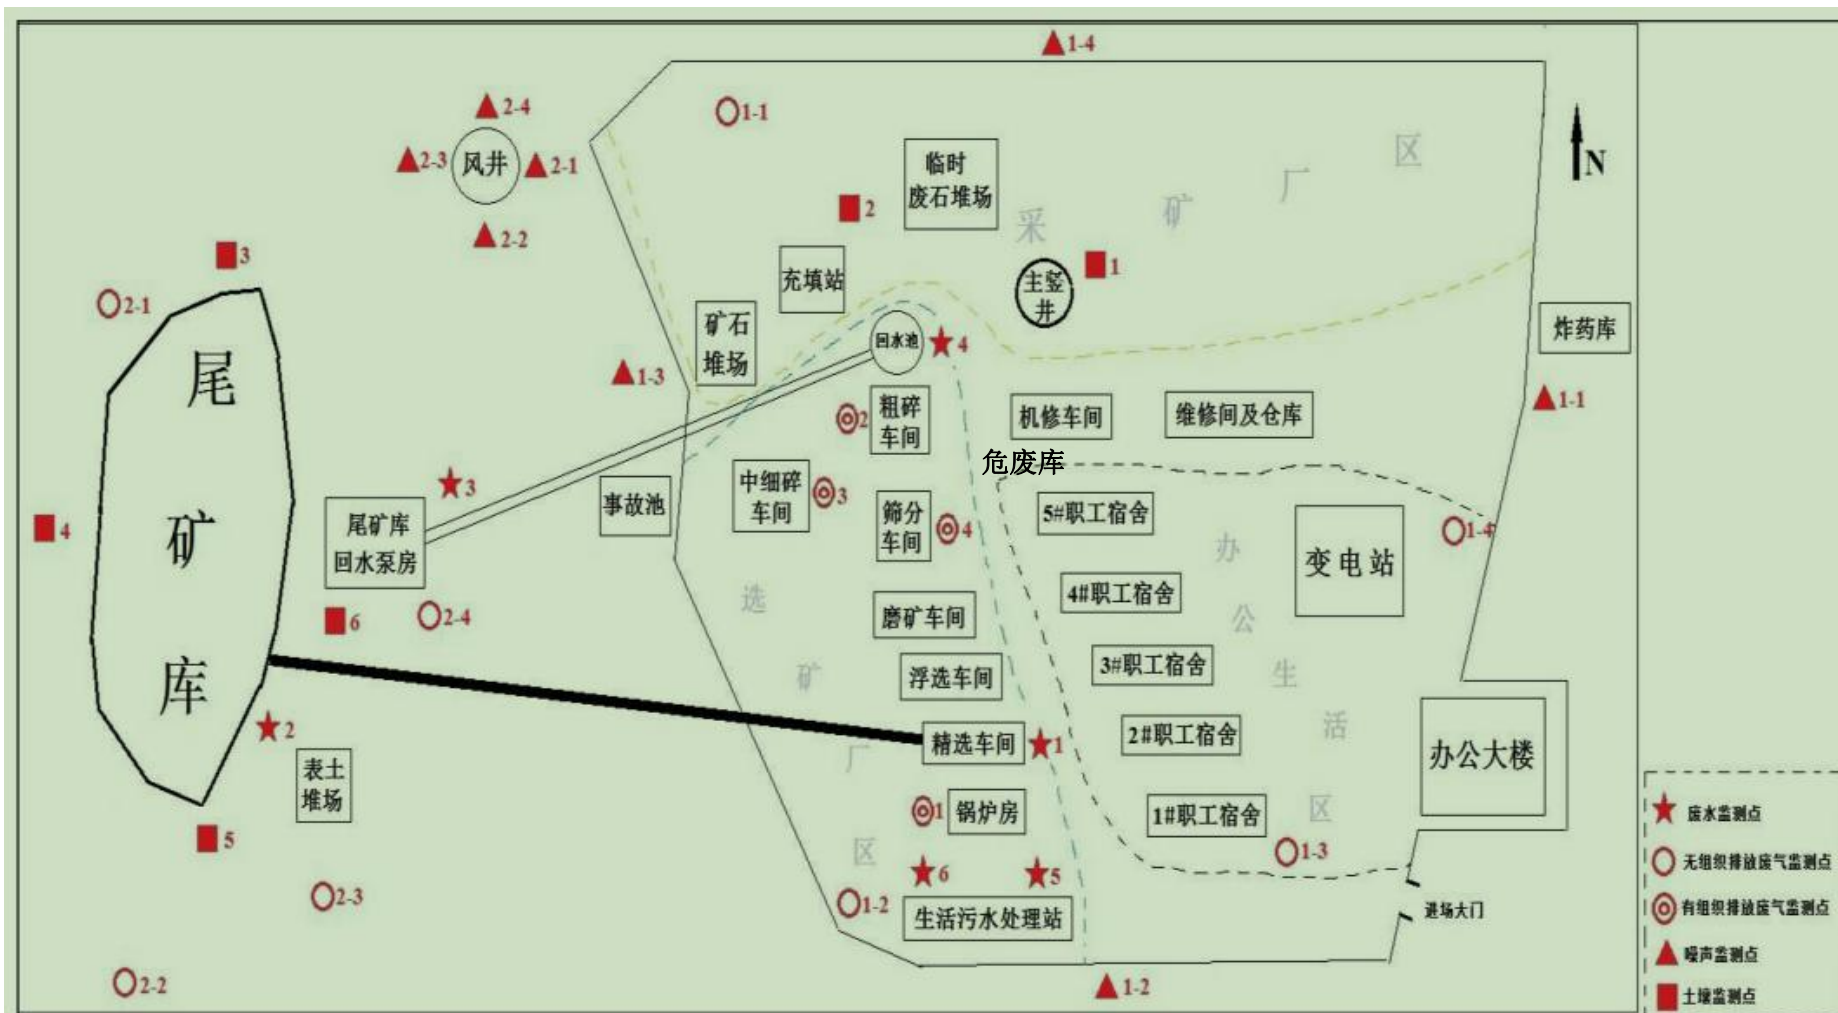 1-4
2-4
1-1
2-3
风井
2-1
2-2
临时
废石堆场
2
采
矿
厂
区
N
3
充填站
主竖
井
1
2-1
矿石
堆场
回水池
4
炸药库
尾
矿
库
1-3
2
粗碎
车间
机修车间
维修间及仓库
1-1
危废库
3
中细碎
车间
3
事故池
筛分
车间
4
5#职工宿舍
办
公
生
活
区
变电站
1-4
4
尾矿库
回水泵房
6
2-4
选
矿
厂
区
磨矿车间
4#职工宿舍
浮选车间
3#职工宿舍
2
精选车间
1
2#职工宿舍
办公大楼
表土
堆场
1
锅炉房
1#职工宿舍
5
6
5
1-3
2-3
1-2
生活污水处理站
进场大门
2-2
1-2
废水监测点
无组织排放废气监测点
有组织排放废气监测点
噪声监测点
土壤监测点